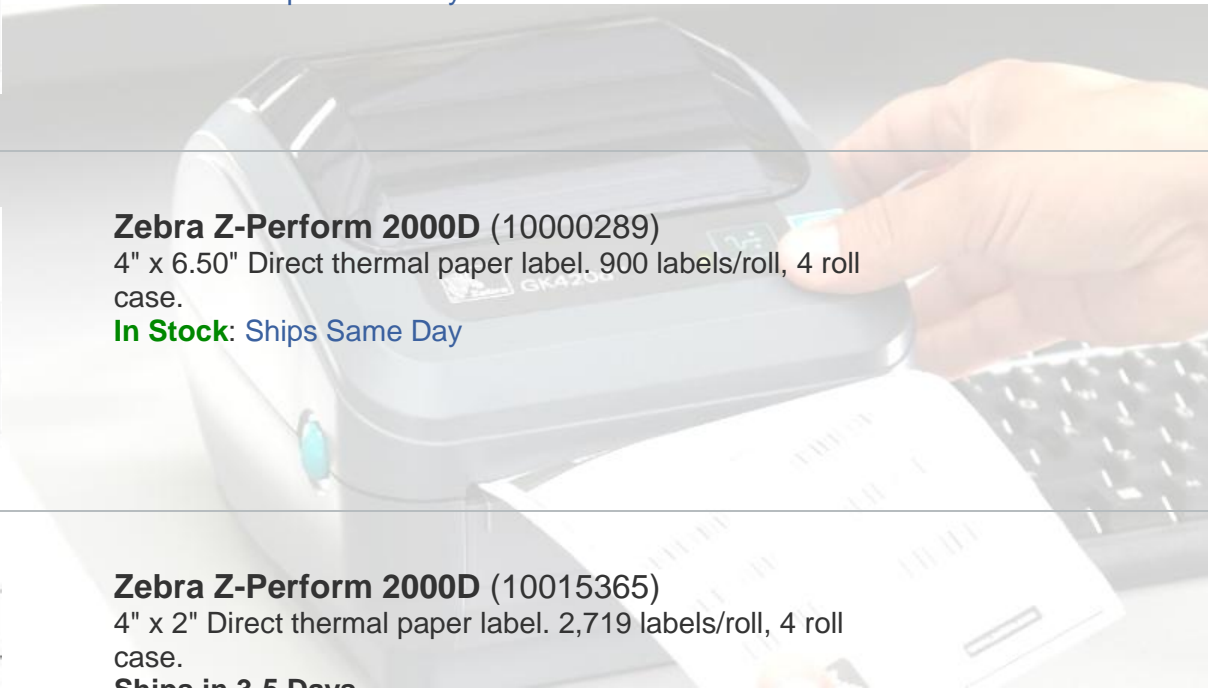 Zebra Z-Perform 2000D (10000289)
4" x 6.50" Direct thermal paper label. 900 labels/roll, 4 roll
case.
In Stock: Ships Same Day
Zebra Z-Perform 2000D (10015365)
4" x 2" Direct thermal paper label. 2,719 labels/roll, 4 roll
case.
Ships in 3-5 Days